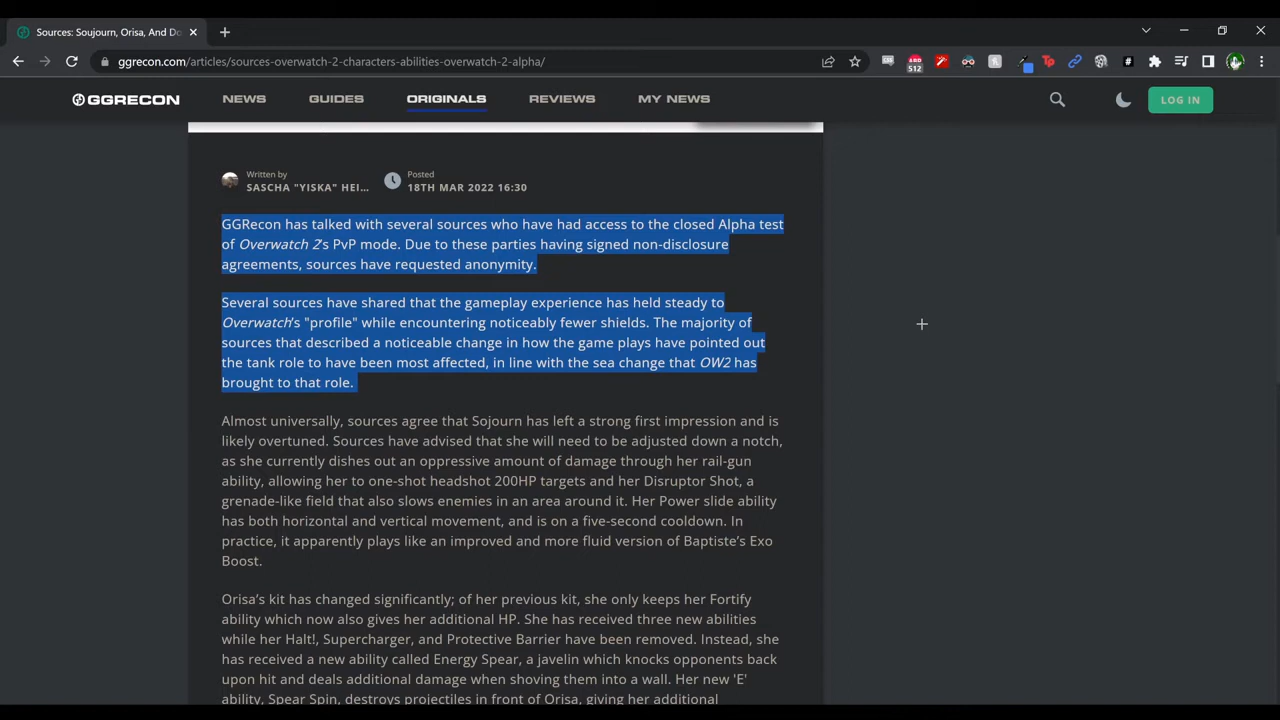 Sources: Soujourn, Orisa, And Do
ggrecon.com/articles/sources-overwatch-2-characters-abilities-overwatch-2-alpha/
512
GGRECON NEWS GUIDES ORIGINALS REVIEWS MY NEWS LOG IN
Written by
SASCHA "YISKA" HEI...
Posted
18TH MAR 2022 16:30
GGRecon has talked with several sources who have had access to the closed Alpha test
of Overwatch 2's PvP mode. Due to these parties having signed non-disclosure
agreements, sources have requested anonymity.
Several sources have shared that the gameplay experience has held steady to
Overwatch's "profile" while encountering noticeably fewer shields. The majority of
sources that described a noticeable change in how the game plays have pointed out
the tank role to have been most affected, in line with the sea change that OW2 has
brought to that role.
Almost universally, sources agree that Sojourn has left a strong first impression and is
likely overtuned. Sources have advised that she will need to be adjusted down a notch,
as she currently dishes out an oppressive amount of damage through her rail-gun
ability, allowing her to one-shot headshot 200HP targets and her Disruptor Shot, a
grenade-like field that also slows enemies in an area around it. Her Power slide ability
has both horizontal and vertical movement, and is on a five-second cooldown. In
practice, it apparently plays like an improved and more fluid version of Baptiste's Exo
Boost.
Orisa's kit has changed significantly; of her previous kit, she only keeps her Fortify
ability which now also gives her additional HP. She has received three new abilities
while her Halt!, Supercharger, and Protective Barrier have been removed. Instead, she
has received a new ability called Energy Spear, a javelin which knocks opponents back
upon hit and deals additional damage when shoving them into a wall. Her new 'E'
ability, Spear Spin, destroys projectiles in front of Orisa, giving her additional